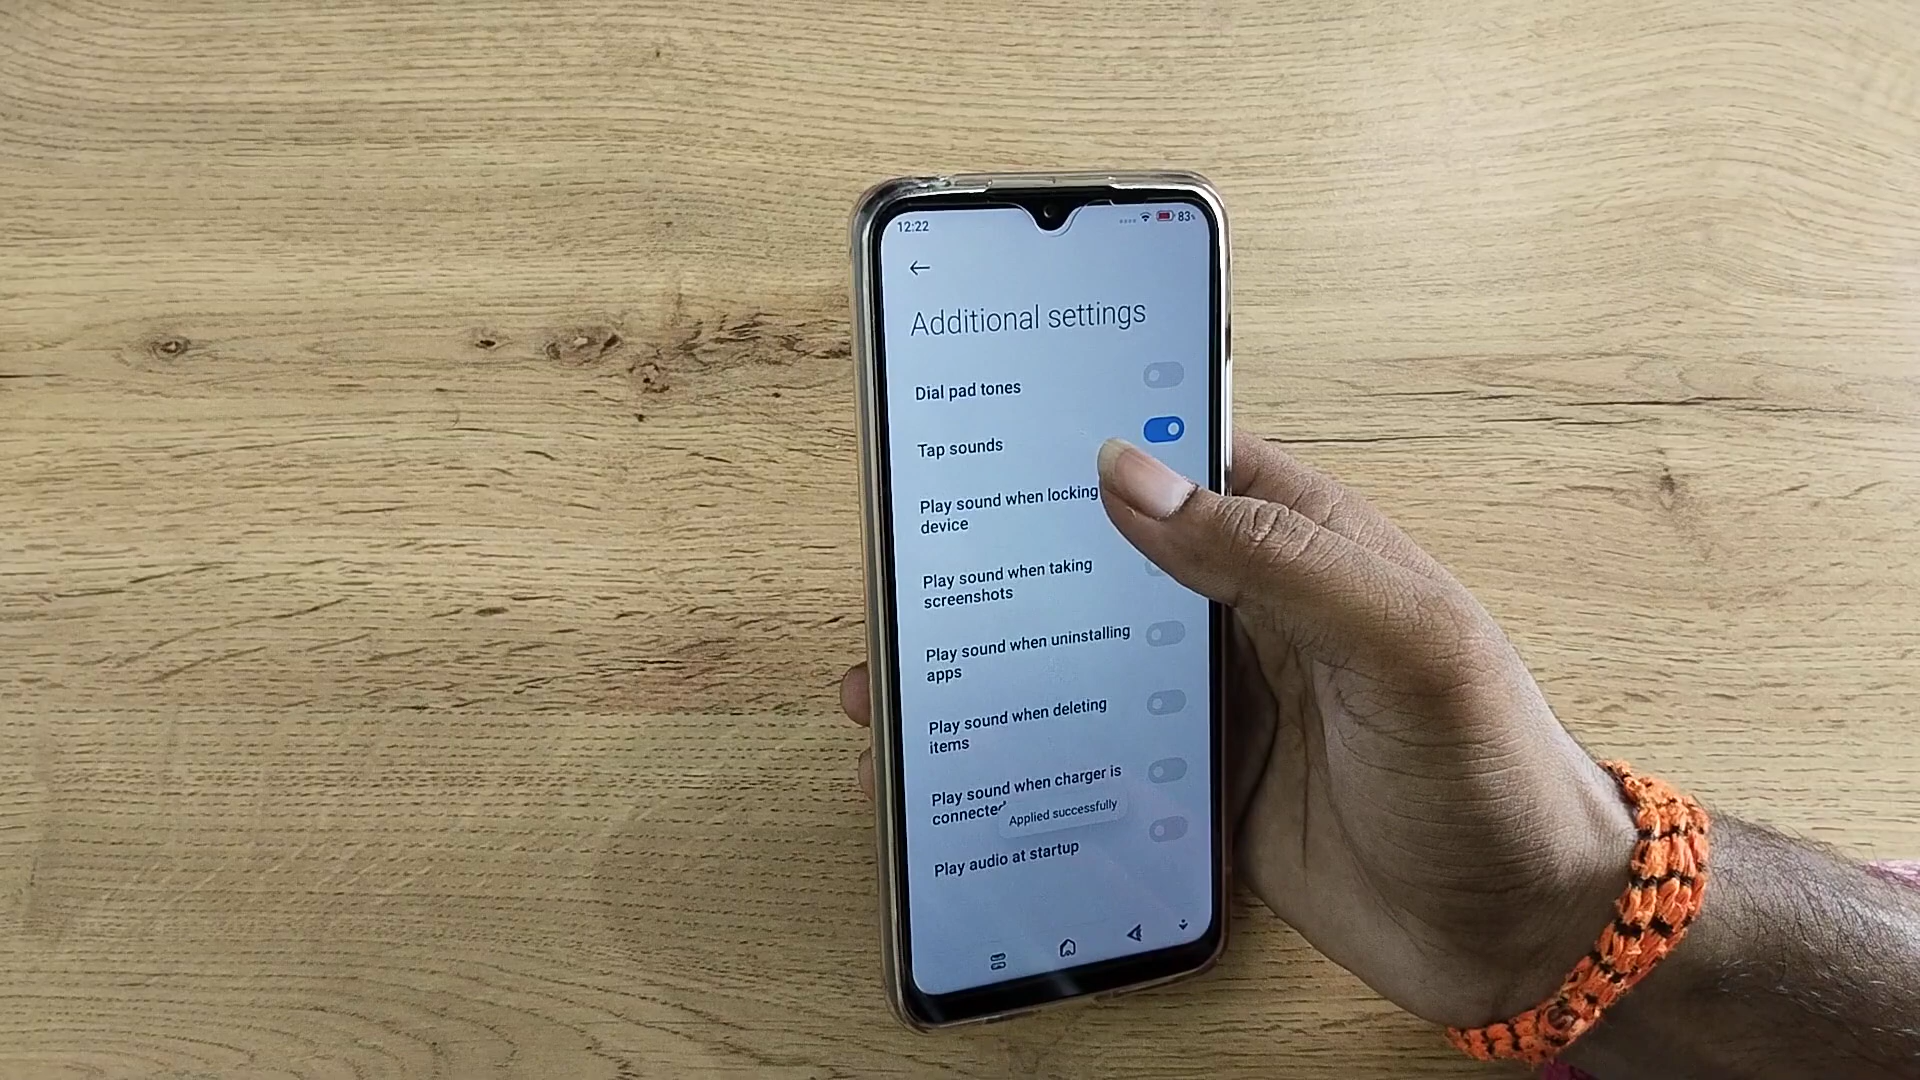 12:22
83%
Additional settings
Dial pad tones
Tap sounds
Play sound when locking
device
Play sound when taking
screenshots
Play sound when uninstalling
apps
Play sound when deleting
items
Play sound when charger is
connected
Applied successfully
Play audio at startup